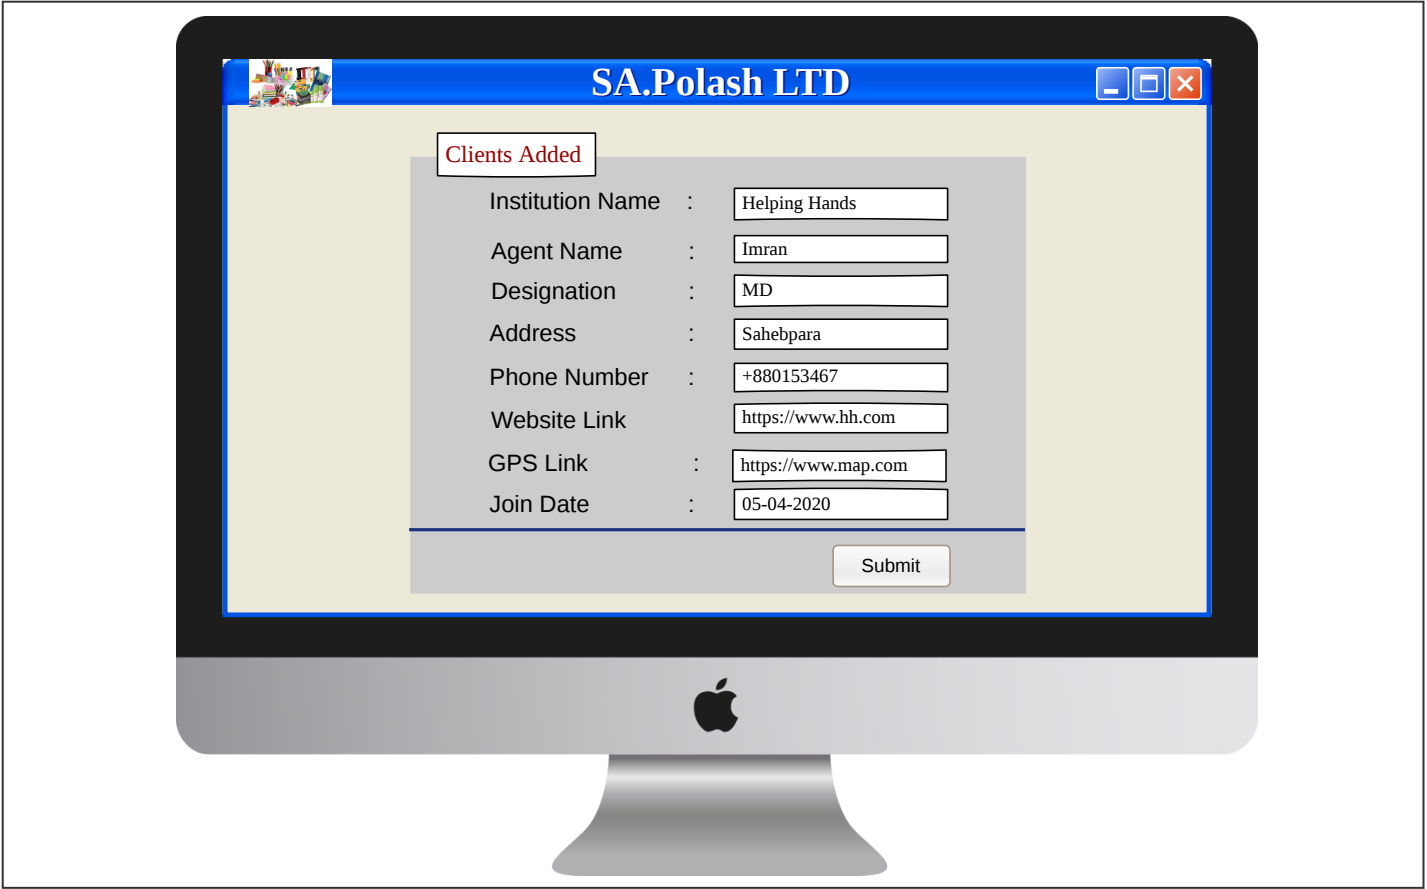 SA.Polash LTD
Clients Added
Institution Name : Helping Hands
Agent Name : Imran
Designation : MD
Address : Sahebpara
Phone Number : +880153467
Website Link https://www.hh.com
GPS Link : https://www.map.com
Join Date : 05-04-2020
Submit